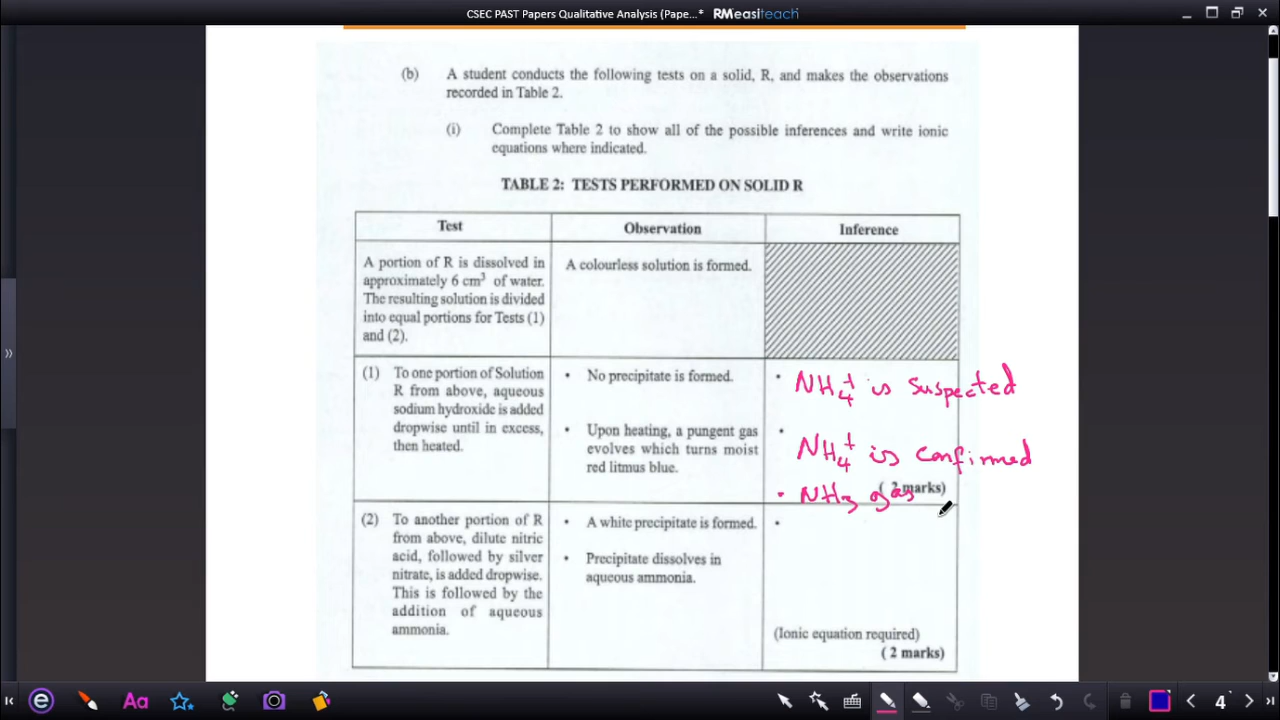 CSEC PAST Papers Qualitative Analysis (Pape...* RMeasiteach
(b) A student conducts the following tests on a solid, R, and makes the observations
recorded in Table 2.
(i) Complete Table 2 to show all of the possible inferences and write ionic
equations where indicated.
TABLE 2: TESTS PERFORMED ON SOLID R
Test Observation Inference
A portion of R is dissolved in
approximately 6 cm³ of water.
The resulting solution is divided
into equal portions for Tests (1)
and (2).
A colourless solution is formed.
(1) To one portion of Solution
R from above, aqueous
sodium hydroxide is added
dropwise until in excess,
then heated.
• No precipitate is formed.
• Upon heating, a pungent gas
evolves which turns moist
red litmus blue.
• NH₄⁺ is suspected
•
NH₄⁺ is confirmed
(2 marks)
• NH₃ gas
(2) To another portion of R
from above, dilute nitric
acid, followed by silver
nitrate, is added dropwise.
This is followed by the
addition of aqueous
ammonia.
• A white precipitate is formed.
• Precipitate dissolves in
aqueous ammonia.
•
(Ionic equation required)
(2 marks)
Aa
4